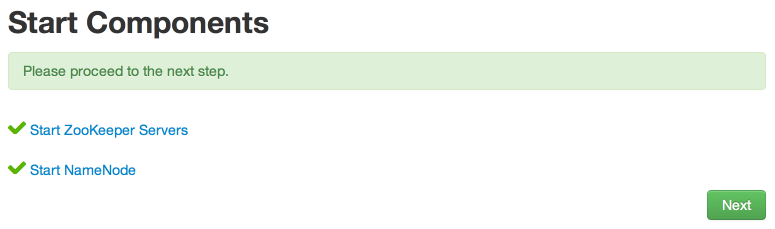 Start Components
Please proceed to the next step.
Start ZooKeeper Servers
Start NameNode
Next